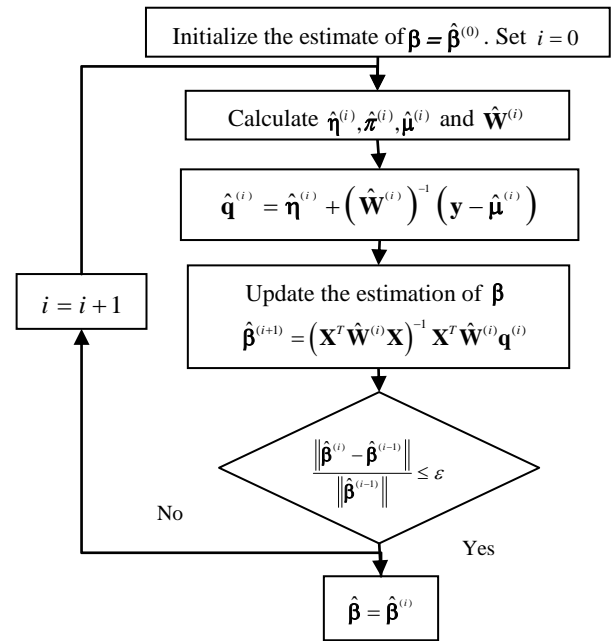 Initialize the estimate of β = β̂⁽⁰⁾. Set i = 0
Calculate η̂⁽ⁱ⁾, π̂⁽ⁱ⁾, μ̂⁽ⁱ⁾ and Ŵ⁽ⁱ⁾
q̂⁽ⁱ⁾ = η̂⁽ⁱ⁾ + (Ŵ⁽ⁱ⁾)⁻¹ (y − μ̂⁽ⁱ⁾)
i = i + 1
Update the estimation of β
β̂⁽ⁱ⁺¹⁾ = (XᵀŴ⁽ⁱ⁾X)⁻¹ XᵀŴ⁽ⁱ⁾q⁽ⁱ⁾
‖β̂⁽ⁱ⁾ − β̂⁽ⁱ⁻¹⁾‖ / ‖β̂⁽ⁱ⁻¹⁾‖ ≤ ε
No
Yes
β̂ = β̂⁽ⁱ⁾